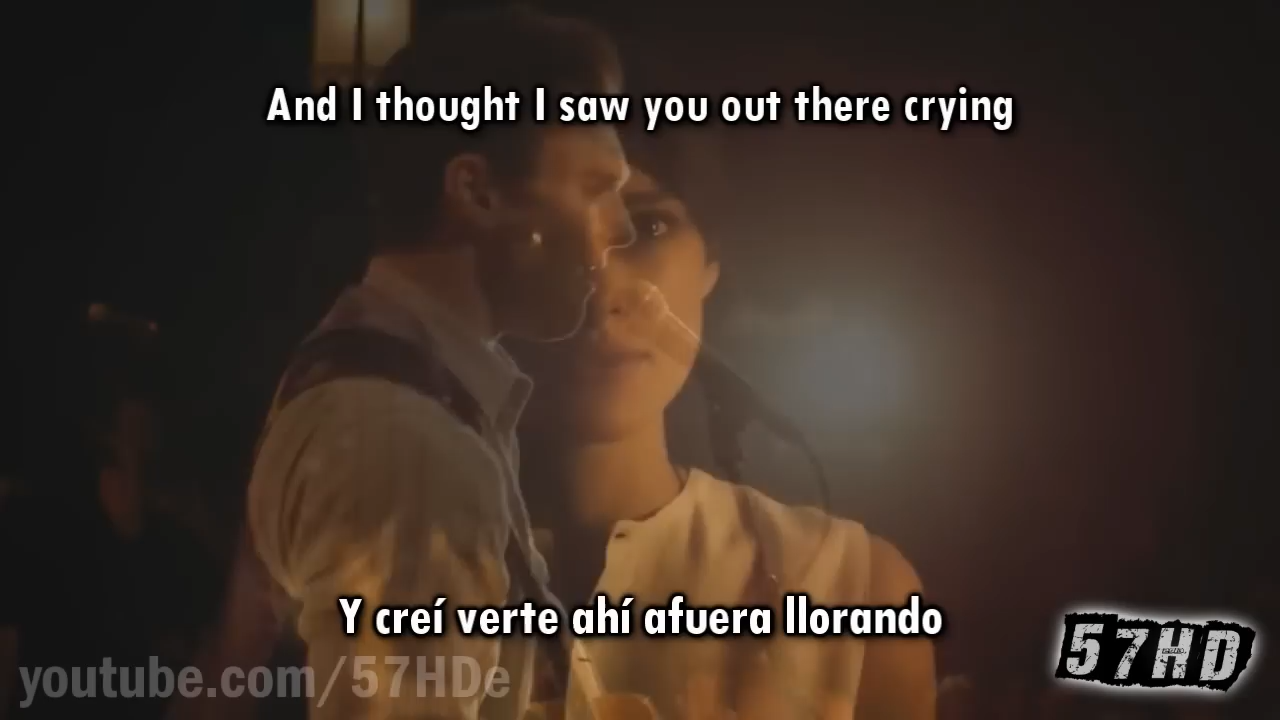 And I thought I saw you out there crying
Y creí verte ahí afuera llorando
youtube.com/57HDe
57HD